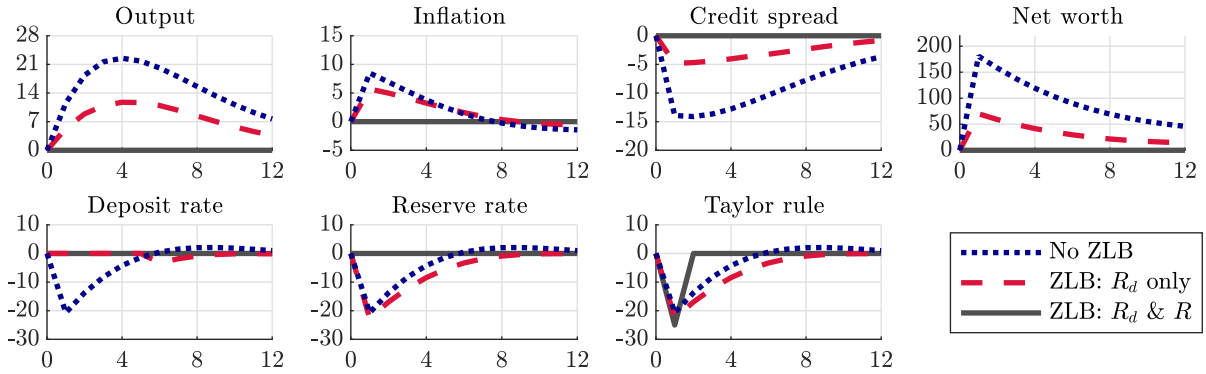 Output
28
21
14
7
0
0 4 8 12
Inflation
15
10
5
0
-5
0 4 8 12
Credit spread
0
-5
-10
-15
-20
0 4 8 12
Net worth
200
150
100
50
0
0 4 8 12
Deposit rate
10
0
-10
-20
-30
0 4 8 12
Reserve rate
10
0
-10
-20
-30
0 4 8 12
Taylor rule
10
0
-10
-20
-30
0 4 8 12
No ZLB
ZLB: R_d only
ZLB: R_d & R